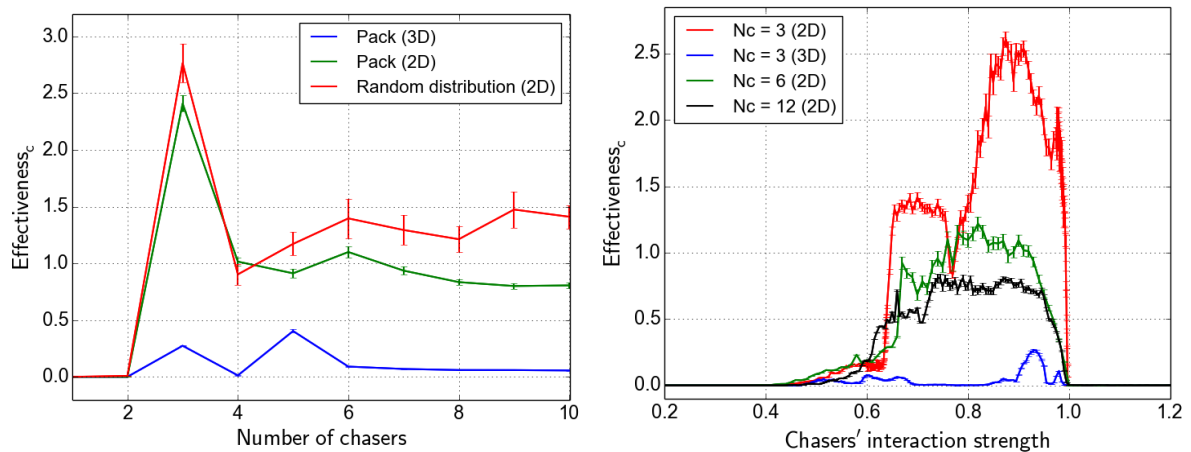 Effectiveness_c
3.0
2.5
2.0
1.5
1.0
0.5
0.0
2
4
6
8
10
Number of chasers
Pack (3D)
Pack (2D)
Random distribution (2D)
Effectiveness_c
2.5
2.0
1.5
1.0
0.5
0.0
0.2
0.4
0.6
0.8
1.0
1.2
Chasers' interaction strength
Nc = 3 (2D)
Nc = 3 (3D)
Nc = 6 (2D)
Nc = 12 (2D)